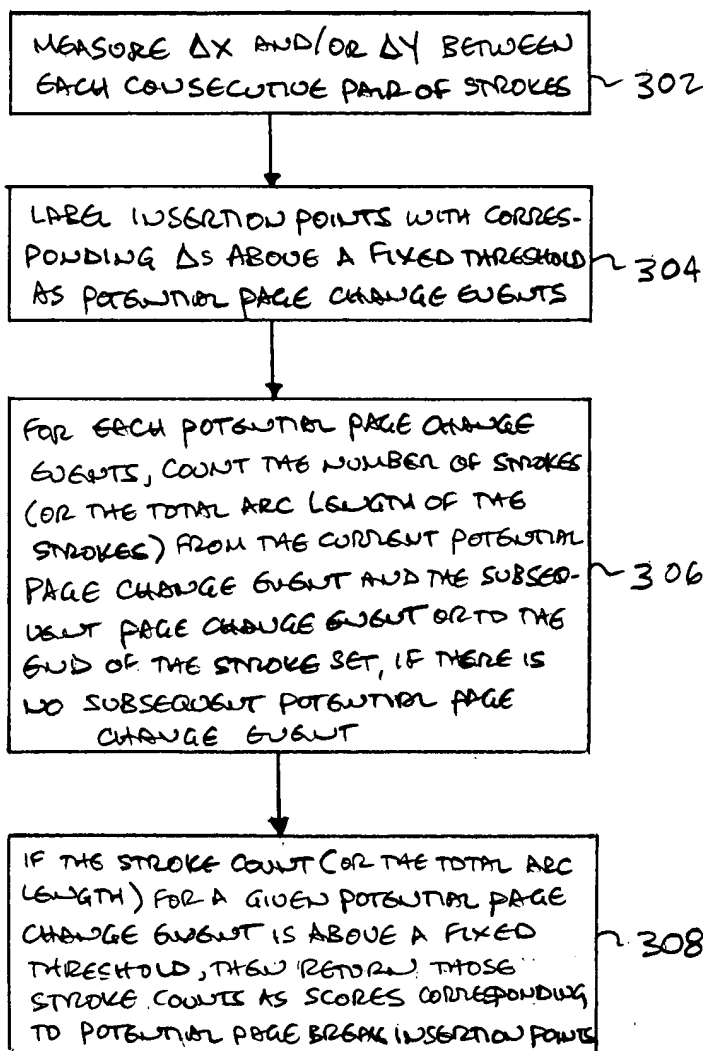 MEASURE ΔX AND/OR ΔY BETWEEN
EACH CONSECUTIVE PAIR OF STROKES
302
LABEL INSERTION POINTS WITH CORRES-
PONDING ΔS ABOVE A FIXED THRESHOLD
AS POTENTIAL PAGE CHANGE EVENTS
304
FOR EACH POTENTIAL PAGE CHANGE
EVENTS, COUNT THE NUMBER OF STROKES
(OR THE TOTAL ARC LENGTH OF THE
STROKES) FROM THE CURRENT POTENTIAL
PAGE CHANGE EVENT AND THE SUBSEQ-
UENT PAGE CHANGE EVENT OR TO THE
END OF THE STROKE SET, IF THERE IS
NO SUBSEQUENT POTENTIAL PAGE
CHANGE EVENT
306
IF THE STROKE COUNT (OR THE TOTAL ARC
LENGTH) FOR A GIVEN POTENTIAL PAGE
CHANGE EVENT IS ABOVE A FIXED
THRESHOLD, THEN RETURN THOSE
STROKE COUNTS AS SCORES CORRESPONDING
TO POTENTIAL PAGE BREAK INSERTION POINTS
308